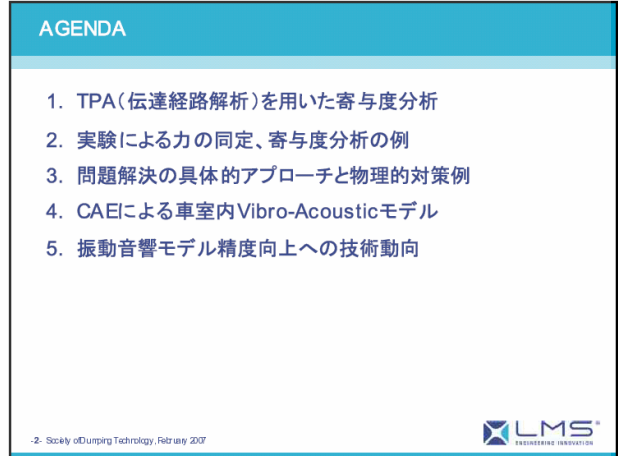 AGENDA
1. TPA（伝達経路解析）を用いた寄与度分析
2. 実験による力の同定、寄与度分析の例
3. 問題解決の具体的アプローチと物理的対策例
4. CAEによる車室内Vibro-Acousticモデル
5. 振動音響モデル精度向上への技術動向
-2- Society of Dumping Technology, February 2007
LMS
ENGINEERING INNOVATION